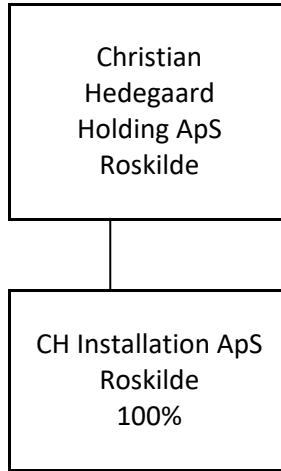 Christian
Hedegaard
Holding ApS
Roskilde
CH Installation ApS
Roskilde
100%